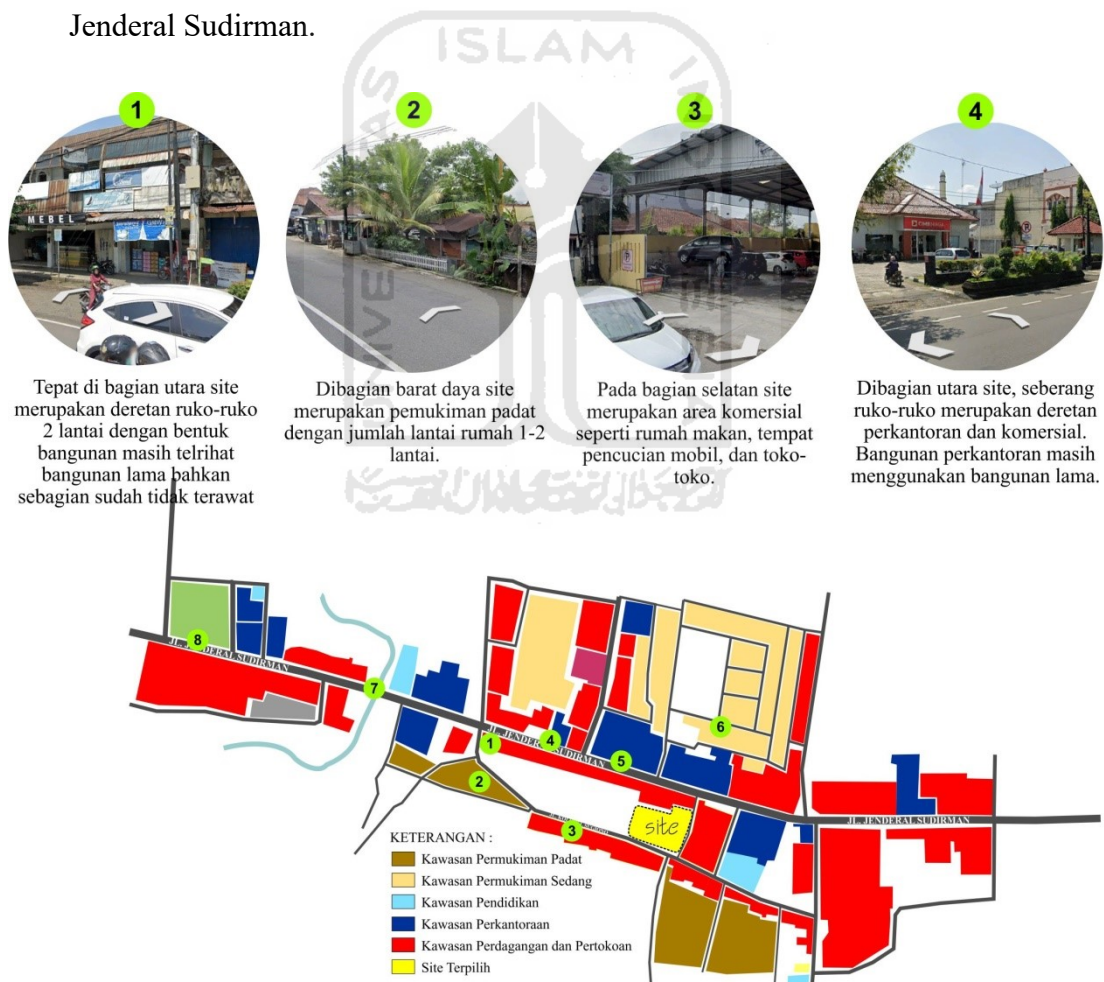 Jenderal Sudirman.
ISLAM
1
2
3
4
MEBEL
Tepat di bagian utara site
merupakan deretan ruko-ruko
2 lantai dengan bentuk
bangunan masih telrihat
bangunan lama bahkan
sebagian sudah tidak terawat
Dibagian barat daya site
merupakan pemukiman padat
dengan jumlah lantai rumah 1-2
lantai.
Pada bagian selatan site
merupakan area komersial
seperti rumah makan, tempat
pencucian mobil, dan toko-
toko.
Dibagian utara site, seberang
ruko-ruko merupakan deretan
perkantoran dan komersial.
Bangunan perkantoran masih
menggunakan bangunan lama.
8
JL. JENDERAL SUDIRMAN
7
6
1
4
JL. JENDERAL SUDIRMAN
5
2
3
site
JL. JENDERAL SUDIRMAN
KETERANGAN :
Kawasan Permukiman Padat
Kawasan Permukiman Sedang
Kawasan Pendidikan
Kawasan Perkantoraan
Kawasan Perdagangan dan Pertokoan
Site Terpilih